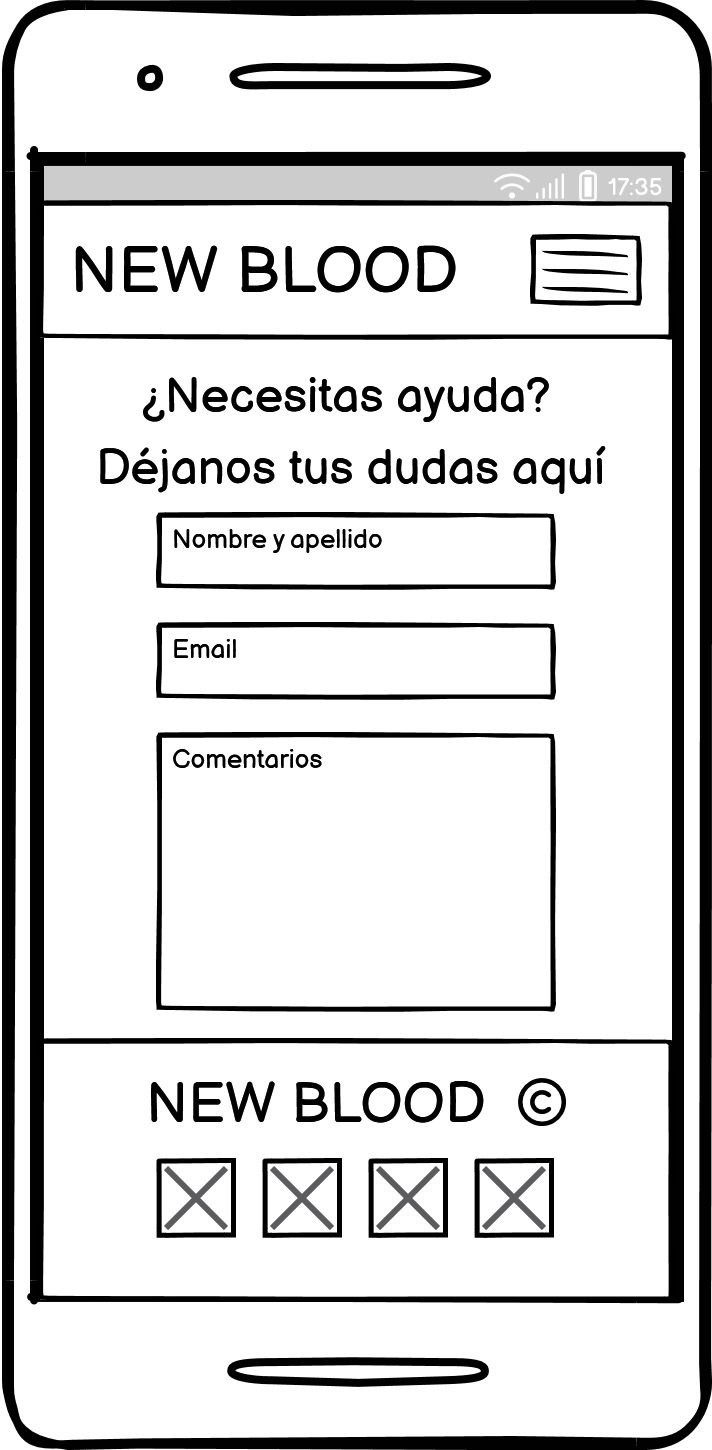 17:35
NEW BLOOD
¿Necesitas ayuda?
Déjanos tus dudas aquí
Nombre y apellido
Email
Comentarios
NEW BLOOD ©